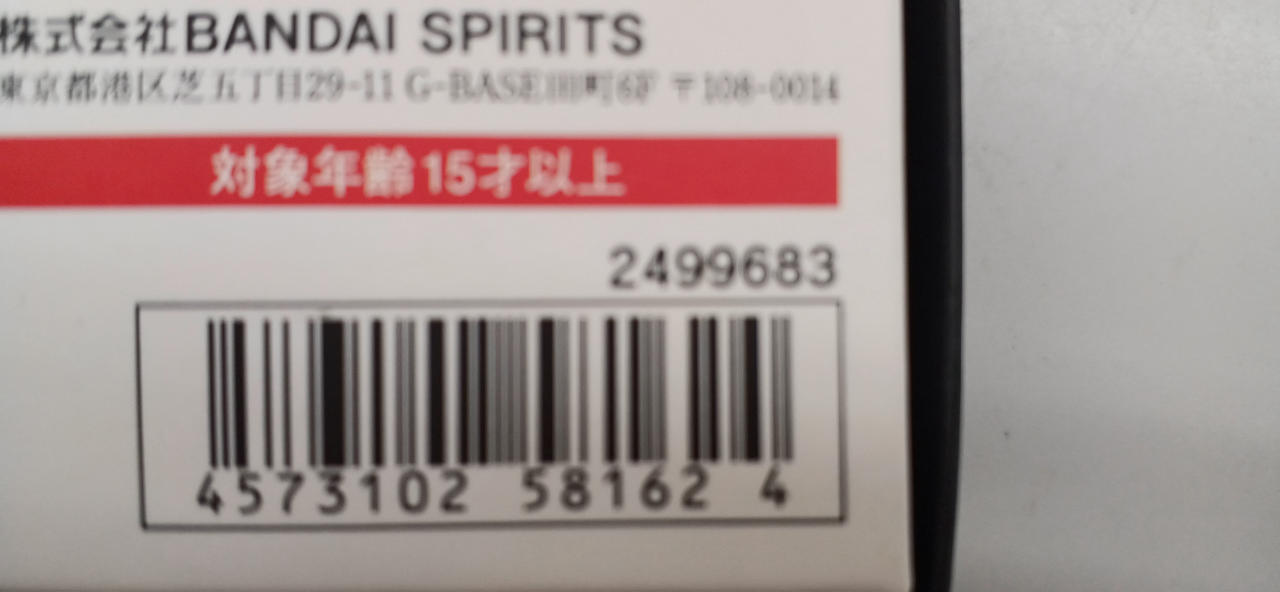 株式会社BANDAI SPIRITS
東京都港区芝五丁目29-11 G-BASE田町6F 〒108-0014
対象年齢15才以上
2499683
4573102 58162 4